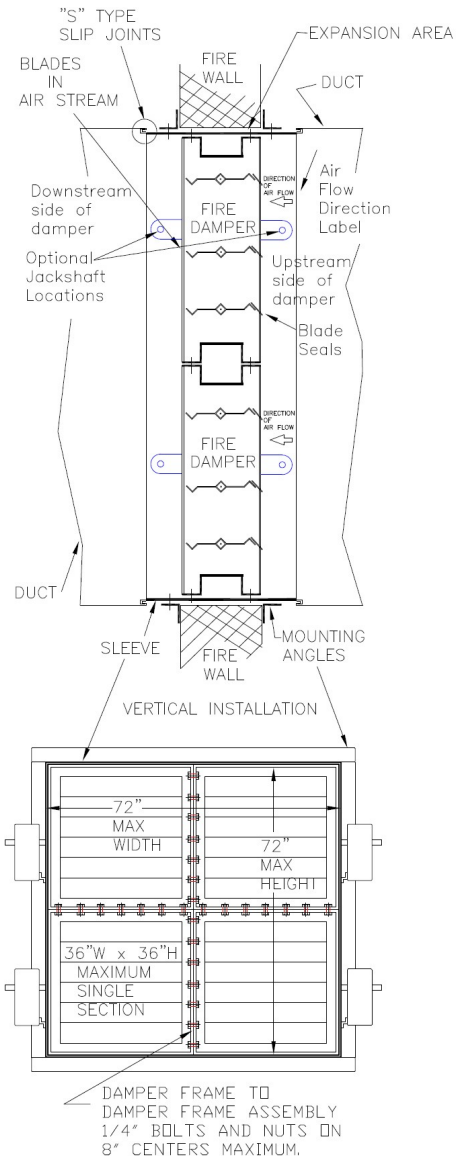 "S" TYPE
SLIP JOINTS
FIRE
WALL
EXPANSION AREA
BLADES
IN
AIR STREAM
DUCT
DIRECTION
OF
AIR FLOW
Air
Flow
Direction
Label
Downstream
side of
damper
FIRE
DAMPER
Optional
Jackshaft
Locations
Upstream
side of
damper
Blade
Seals
DIRECTION
OF
AIR FLOW
FIRE
DAMPER
DUCT
SLEEVE
FIRE
WALL
MOUNTING
ANGLES
VERTICAL INSTALLATION
72"
MAX
WIDTH
72"
MAX
HEIGHT
36"W x 36"H
MAXIMUM
SINGLE
SECTION
DAMPER FRAME TO
DAMPER FRAME ASSEMBLY
1/4" BOLTS AND NUTS ON
8" CENTERS MAXIMUM.